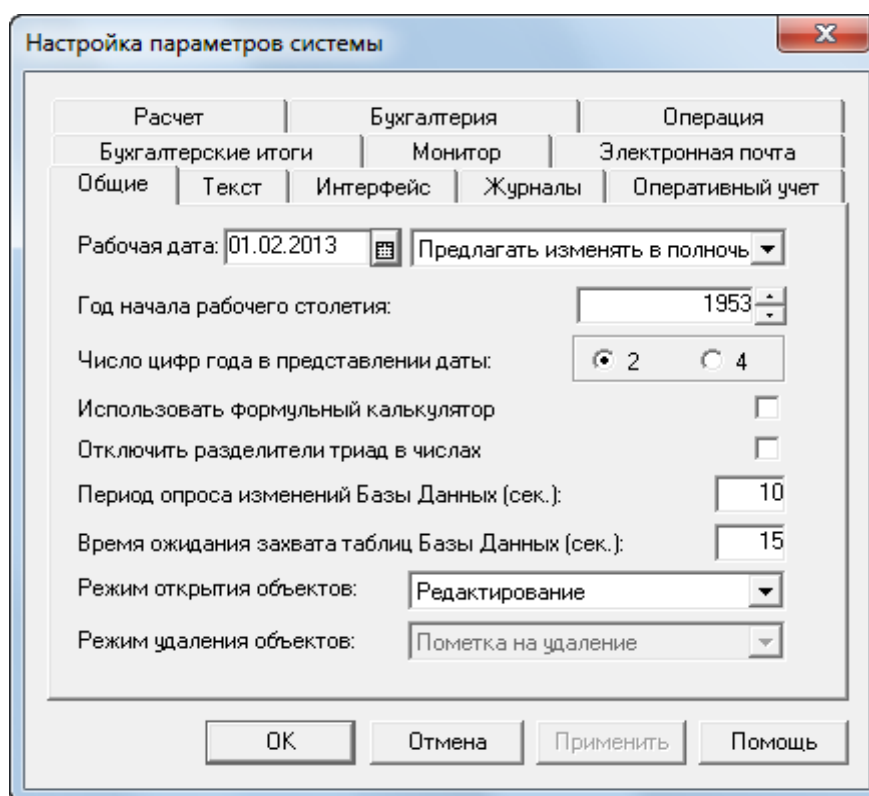 Настройка параметров системы
Расчет Бухгалтерия Операция
Бухгалтерские итоги Монитор Электронная почта
Общие Текст Интерфейс Журналы Оперативный учет
Рабочая дата: 01.02.2013 Предлагать изменять в полночь
Год начала рабочего столетия: 1953
Число цифр года в представлении даты: 2 4
Использовать формульный калькулятор
Отключить разделители триад в числах
Период опроса изменений Базы Данных (сек.): 10
Время ожидания захвата таблиц Базы Данных (сек.): 15
Режим открытия объектов: Редактирование
Режим удаления объектов: Пометка на удаление
OK Отмена Применить Помощь